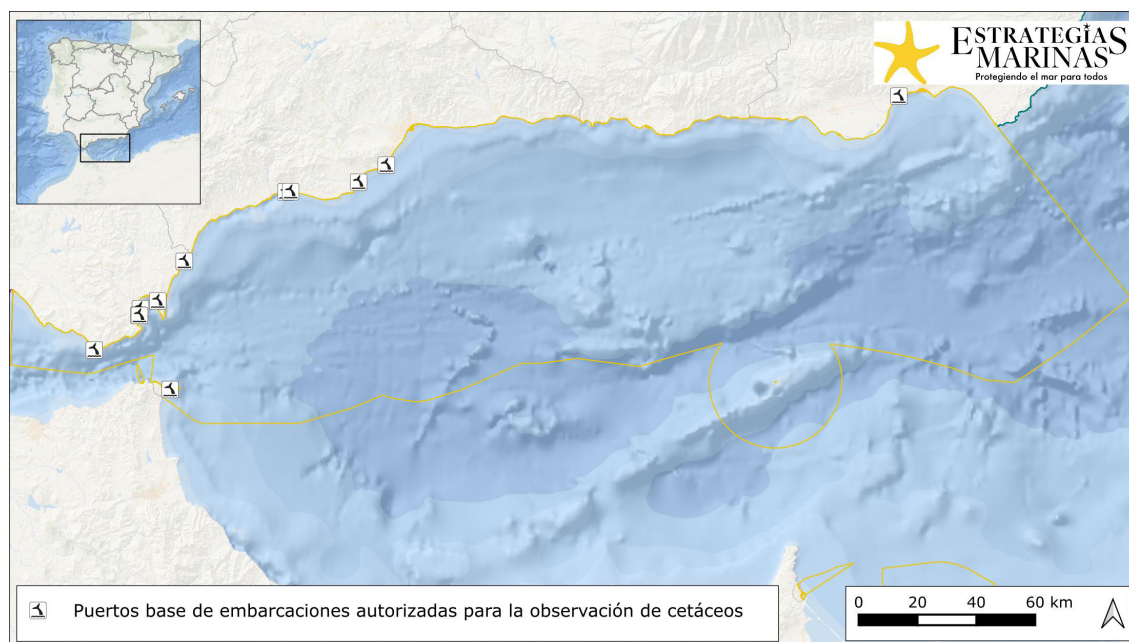 ESTRATEGIAS
MARINAS
Protegiendo el mar para todos
Puertos base de embarcaciones autorizadas para la observación de cetáceos
0 20 40 60 km